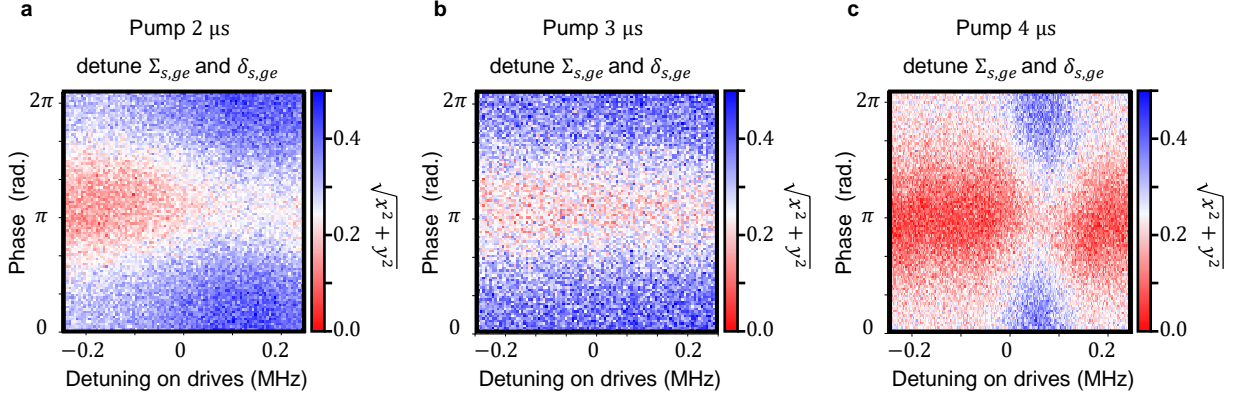 a
Pump 2 μs
detune Σ_{s,ge} and δ_{s,ge}
Phase (rad.)
2π
π
0
−0.2
0
0.2
Detuning on drives (MHz)
0.4
0.2
0.0
√x² + y²
b
Pump 3 μs
detune Σ_{s,ge} and δ_{s,ge}
Phase (rad.)
2π
π
0
−0.2
0
0.2
Detuning on drives (MHz)
0.4
0.2
0.0
√x² + y²
c
Pump 4 μs
detune Σ_{s,ge} and δ_{s,ge}
Phase (rad.)
2π
π
0
−0.2
0
0.2
Detuning on drives (MHz)
0.4
0.2
0.0
√x² + y²